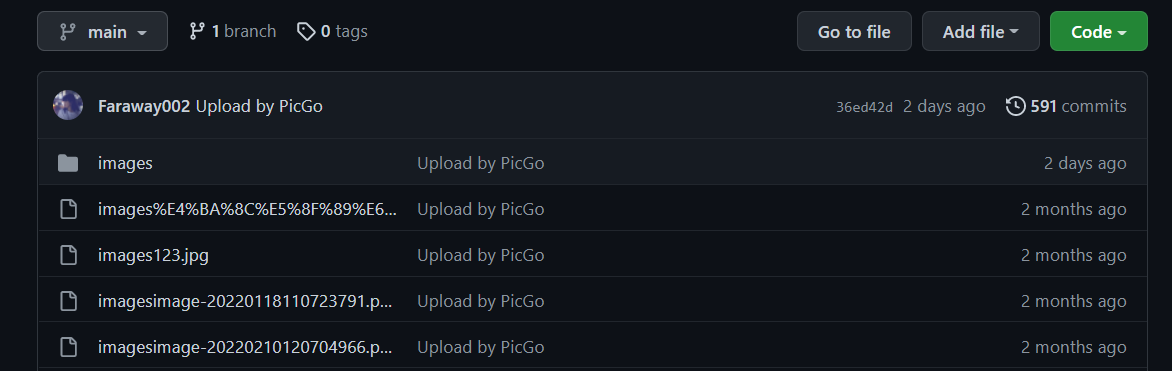 main 1 branch 0 tags Go to file Add file Code
Faraway002 Upload by PicGo 36ed42d 2 days ago 591 commits
images Upload by PicGo 2 days ago
images%E4%BA%8C%E5%8F%89%E6... Upload by PicGo 2 months ago
images123.jpg Upload by PicGo 2 months ago
imagesimage-20220118110723791.p... Upload by PicGo 2 months ago
imagesimage-20220210120704966.p... Upload by PicGo 2 months ago